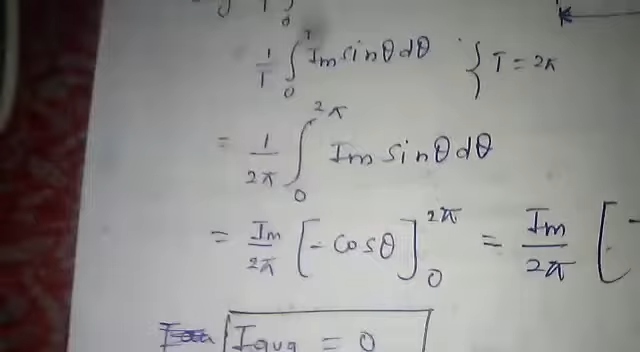 1/T ∫₀ᵀ Im sinθ dθ { T = 2π
= 1/2π ∫₀^2π Im Sinθ dθ
= Im/2π [-cosθ]₀^2π = Im/2π [-
Iavg = 0